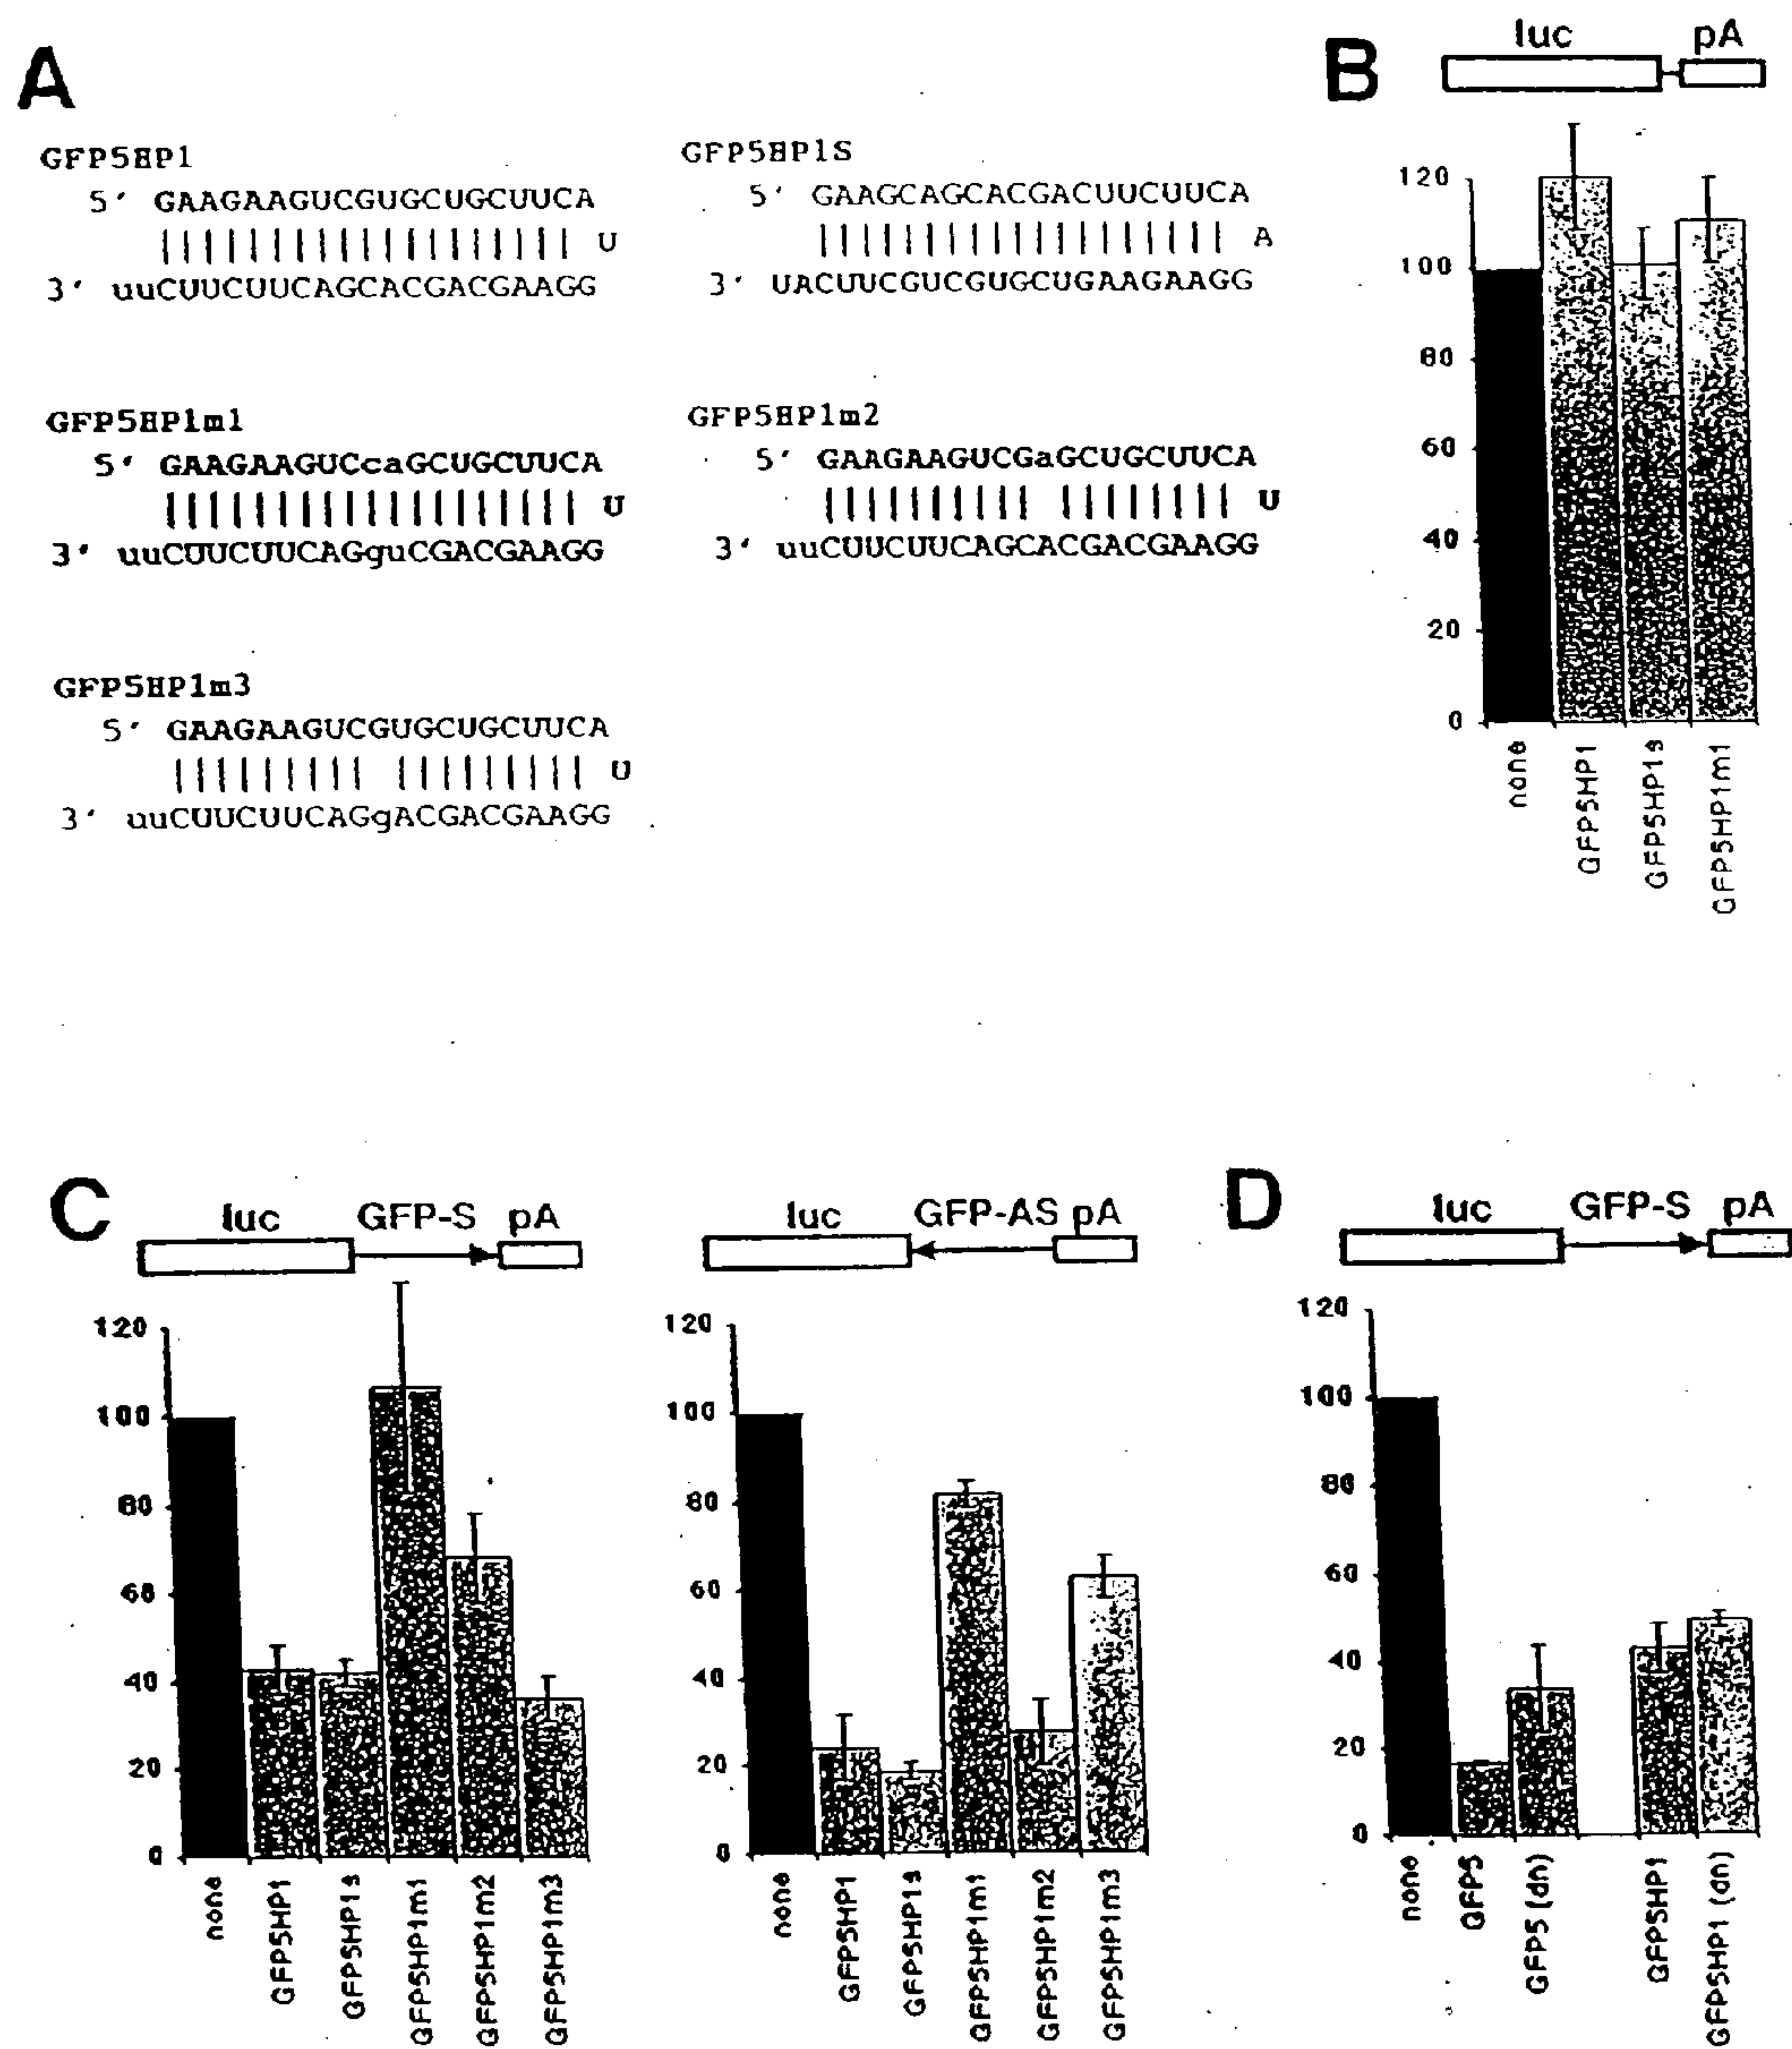 A
GFP5HP1
5' GAAGAAGUCGUGCUGCUUCA
U
3' uuCUUCUUCAGCACGACGAAGG
GFP5HP1S
5' GAAGCAGCACGACUUCUUCA
A
3' UACUUCGUCGUGCUGAAGAAGG
GFP5HP1m1
5' GAAGAAGUCcaGCUGCUUCA
U
3' uuCUUCUUCAGguCGACGAAGG
GFP5HP1m2
5' GAAGAAGUCGaGCUGCUUCA
U
3' uuCUUCUUCAGCACGACGAAGG
GFP5HP1m3
5' GAAGAAGUCGUGCUGCUUCA
U
3' uuCUUCUUCAGgACGACGAAGG
B
luc pA
120
100
80
60
40
20
0
none
GFP5HP1
GFP5HP1s
GFP5HP1m1
C
luc GFP-S pA
120
100
80
60
40
20
0
none
GFP5HP1
GFP5HP1s
GFP5HP1m1
GFP5HP1m2
GFP5HP1m3
luc GFP-AS pA
120
100
80
60
40
20
0
none
GFP5HP1
GFP5HP1s
GFP5HP1m1
GFP5HP1m2
GFP5HP1m3
D
luc GFP-S pA
120
100
80
60
40
20
0
none
GFP5
GFP5 (dn)
GFP5HP1
GFP5HP1 (dn)